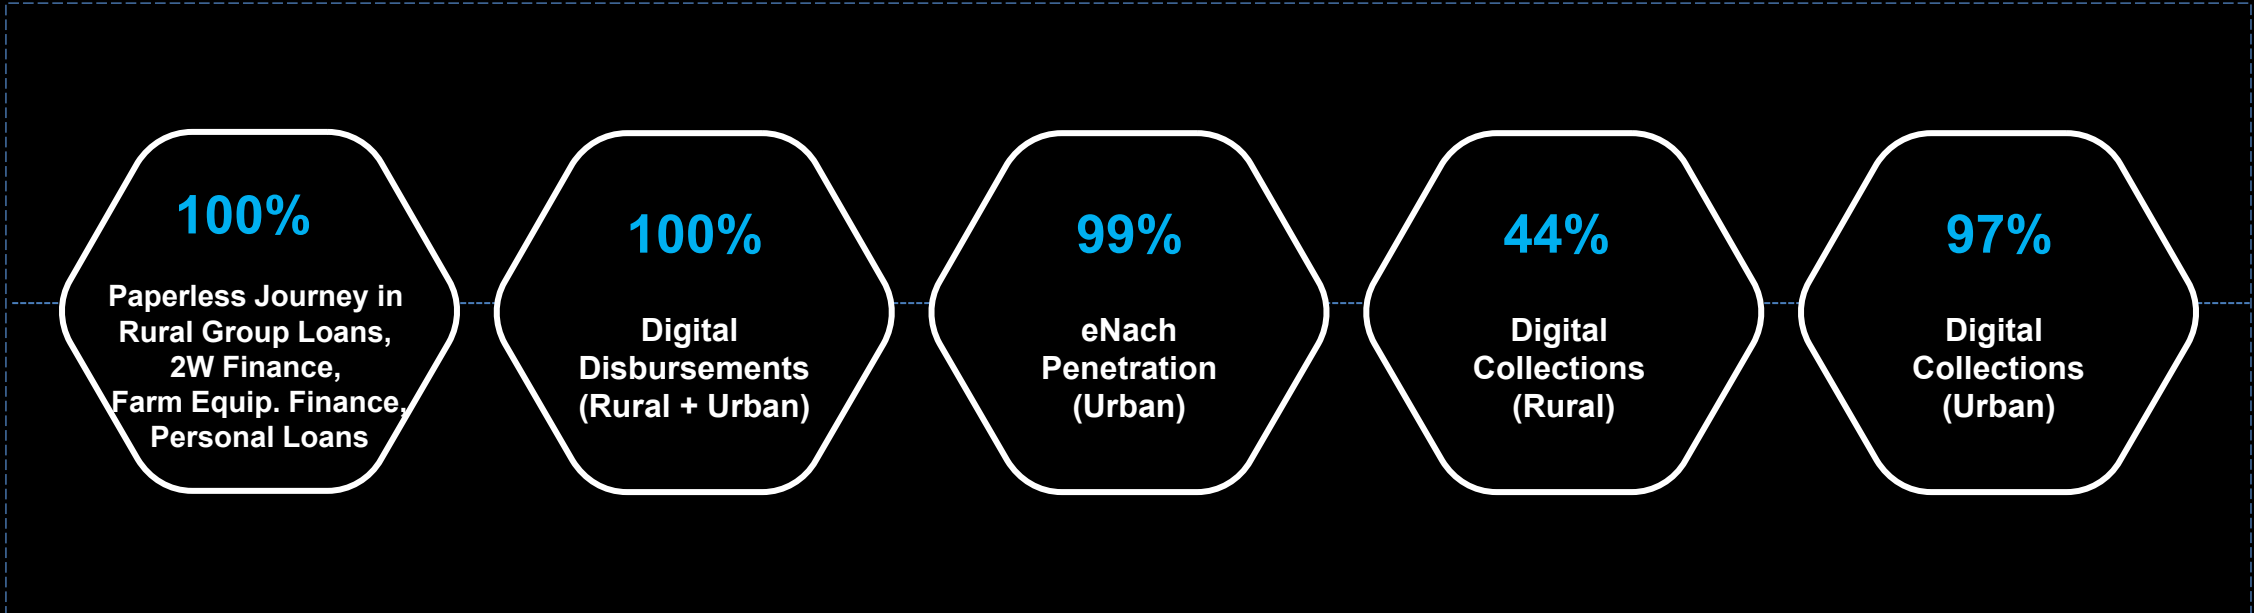 100%
Paperless Journey in
Rural Group Loans,
2W Finance,
Farm Equip. Finance,
Personal Loans
100%
Digital
Disbursements
(Rural + Urban)
99%
eNach
Penetration
(Urban)
44%
Digital
Collections
(Rural)
97%
Digital
Collections
(Urban)